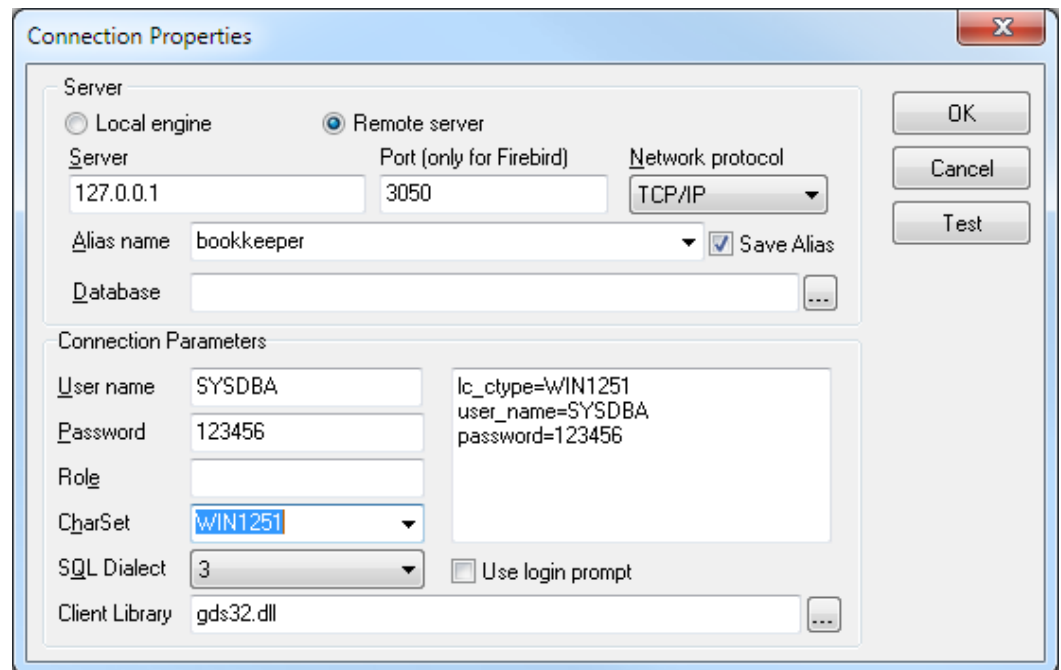 Connection Properties
Server
Local engine Remote server
Server Port (only for Firebird) Network protocol
127.0.0.1 3050 TCP/IP
Alias name bookkeeper Save Alias
Database ...
Connection Parameters
User name SYSDBA
Password 123456
Role
CharSet WIN1251
SQL Dialect 3
Client Library gds32.dll ...
lc_ctype=WIN1251
user_name=SYSDBA
password=123456
Use login prompt
OK
Cancel
Test